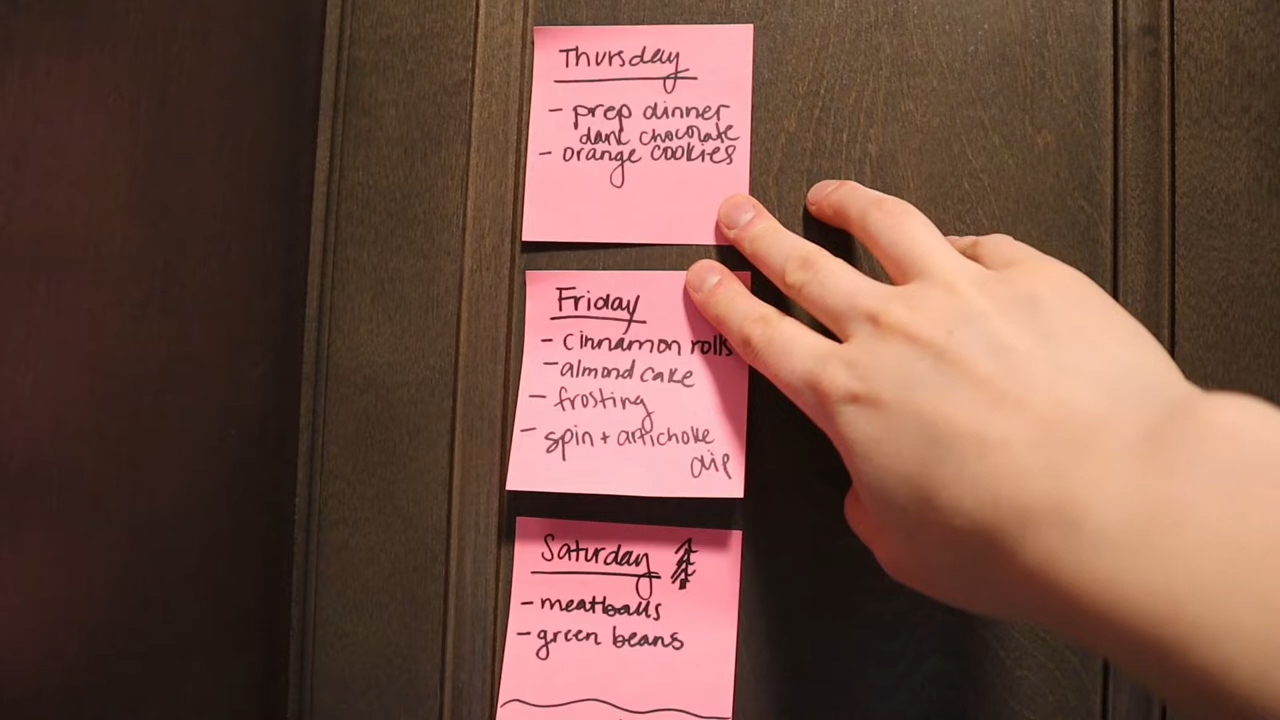 Thursday
- prep dinner
dark chocolate
- orange cookies
Friday
- cinnamon rolls
- almond cake
- frosting
- spin + artichoke
dip
Saturday
- meatballs
- green beans